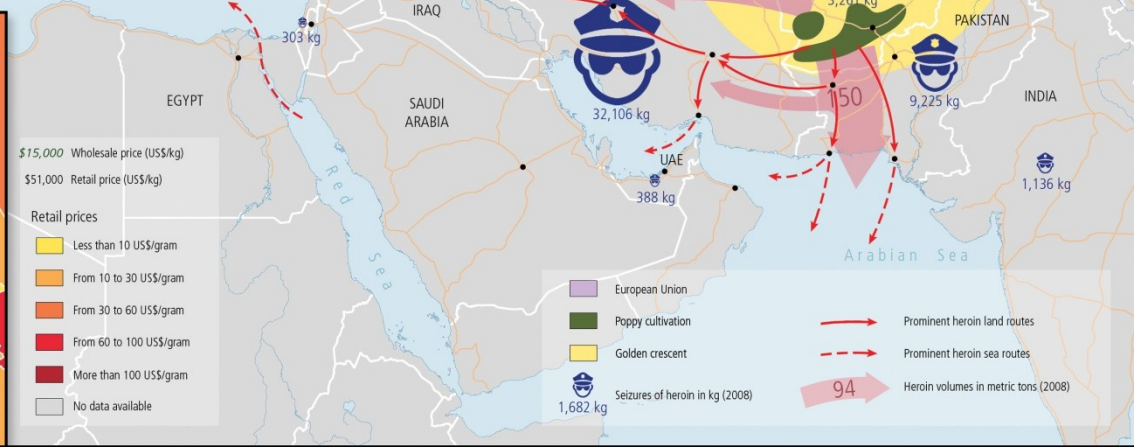 IRAQ
3,261 kg
PAKISTAN
303 kg
EGYPT
SAUDI
ARABIA
32,106 kg
150
9,225 kg
INDIA
UAE
388 kg
1,136 kg
Red Sea
Arabian Sea
$15,000 Wholesale price (US$/kg)
$51,000 Retail price (US$/kg)
Retail prices
Less than 10 US$/gram
From 10 to 30 US$/gram
From 30 to 60 US$/gram
From 60 to 100 US$/gram
More than 100 US$/gram
No data available
European Union
Poppy cultivation
Golden crescent
1,682 kg
Seizures of heroin in kg (2008)
Prominent heroin land routes
Prominent heroin sea routes
94
Heroin volumes in metric tons (2008)